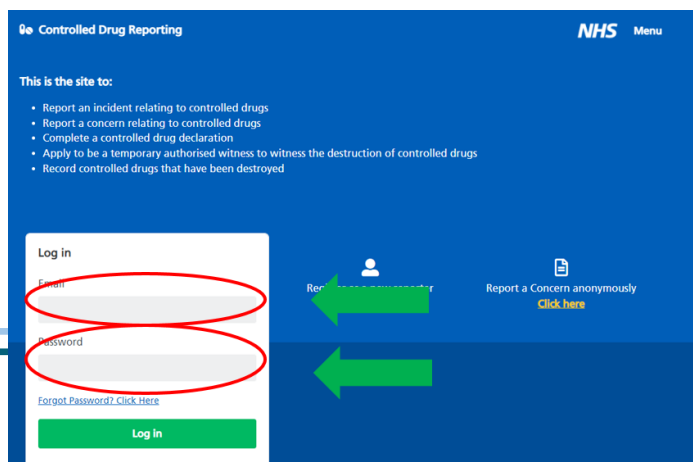 Controlled Drug Reporting
NHS Menu
This is the site to:
• Report an incident relating to controlled drugs
• Report a concern relating to controlled drugs
• Complete a controlled drug declaration
• Apply to be a temporary authorised witness to witness the destruction of controlled drugs
• Record controlled drugs that have been destroyed
Log in
Email
Password
Forgot Password? Click Here
Log in
new reporter
Report a Concern anonymously
Click here